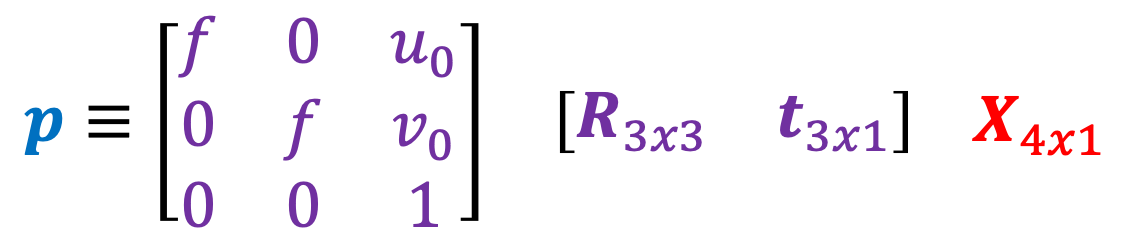 f 0 u₀
p ≡ 0 f v₀ [R₃ₓ₃ t₃ₓ₁] X₄ₓ₁
0 0 1